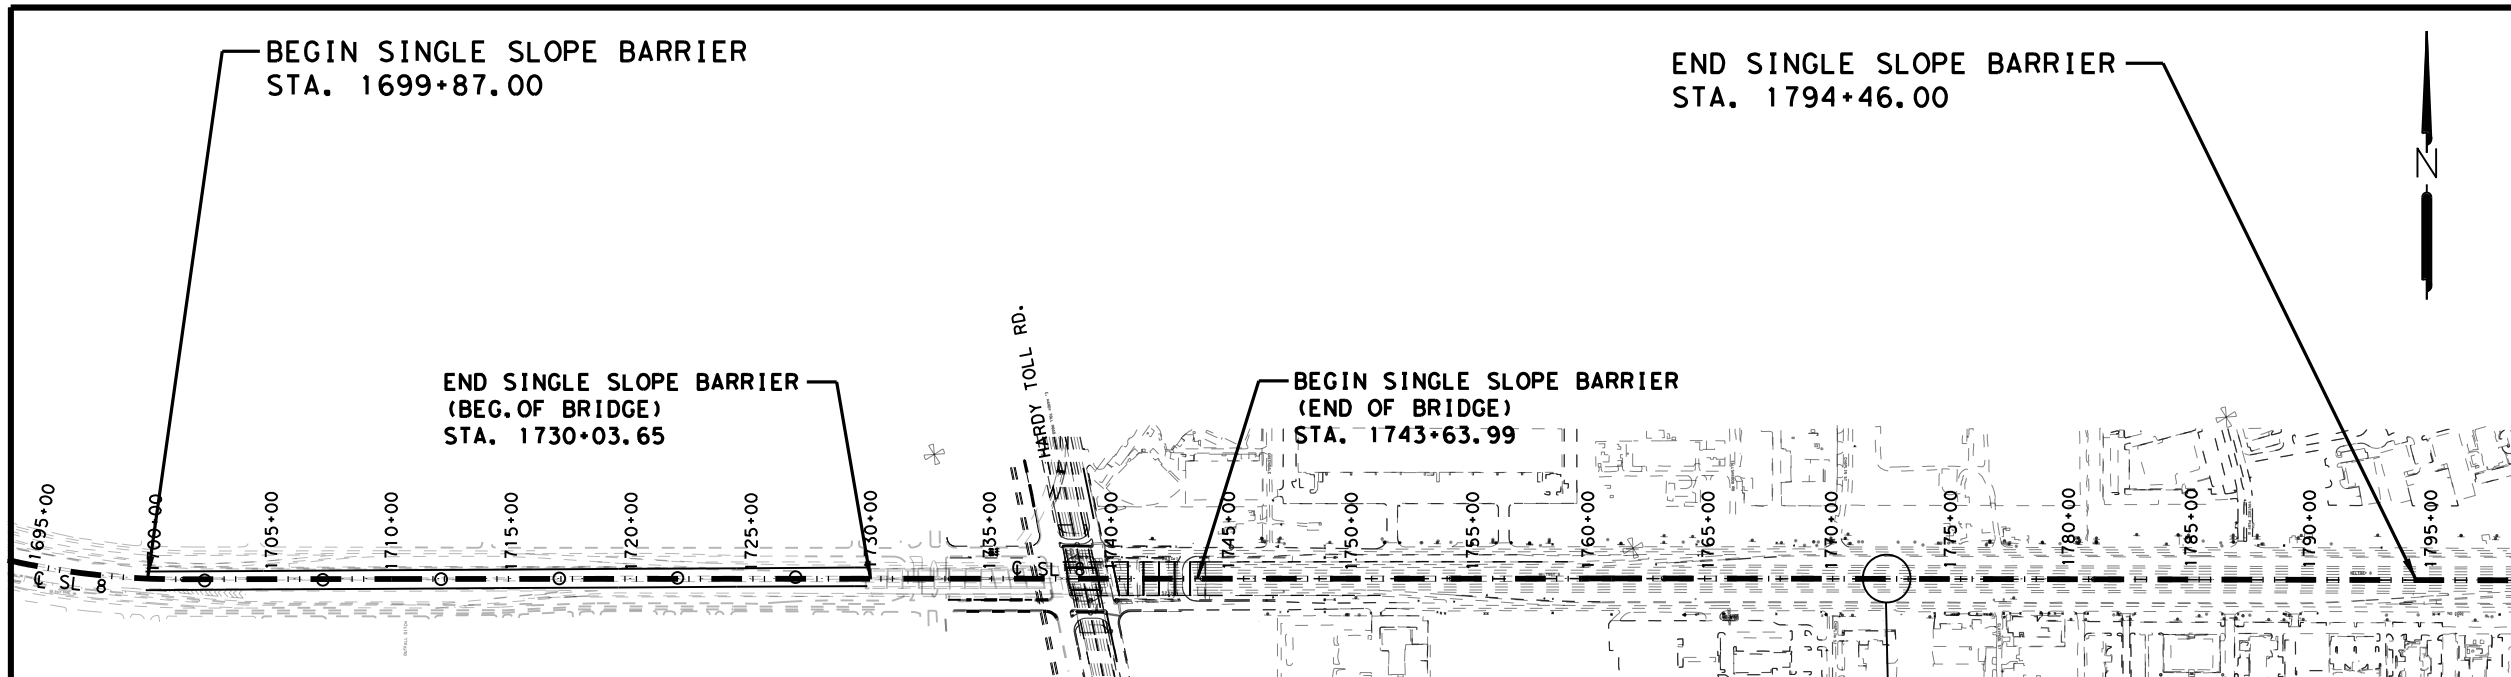 BEGIN SINGLE SLOPE BARRIER
STA. 1699+87.00
END SINGLE SLOPE BARRIER
STA. 1794+46.00
N
END SINGLE SLOPE BARRIER
(BEG. OF BRIDGE)
STA. 1730+03.65
HARDY TOLL RD.
BEGIN SINGLE SLOPE BARRIER
(END OF BRIDGE)
STA. 1743+63.99
1695+00
1700+00
1705+00
1710+00
1715+00
1720+00
1725+00
1730+00
1735+00
1740+00
1745+00
1750+00
1755+00
1760+00
1765+00
1770+00
1775+00
1780+00
1785+00
1790+00
1795+00
℄ SL 8
℄ SL 8